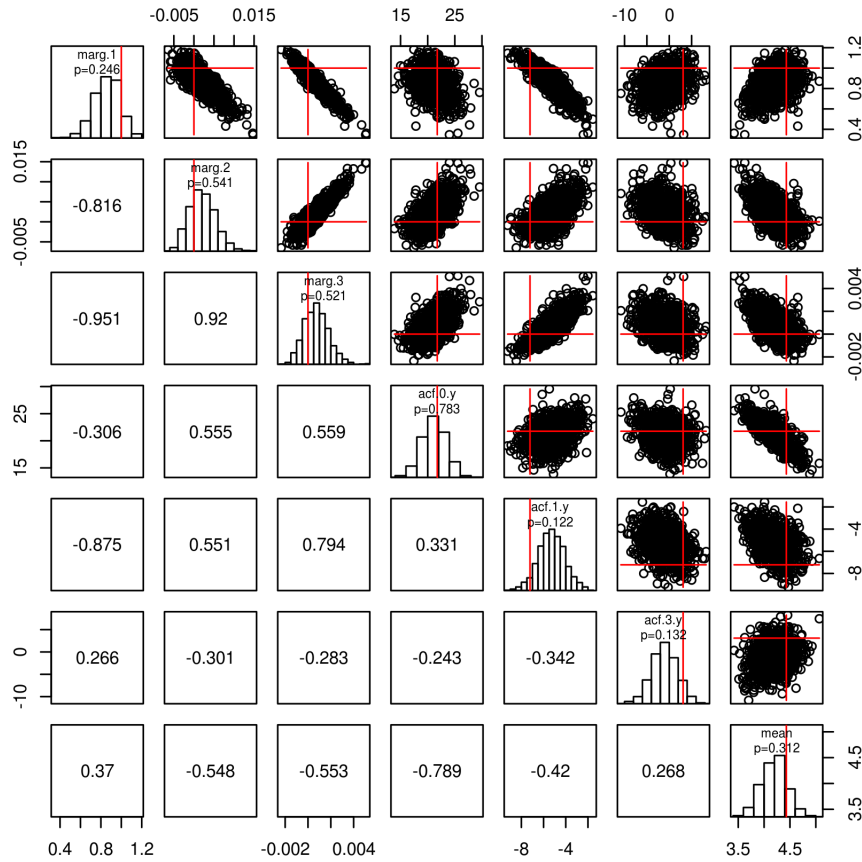 -0.005 0.015 15 25 -10 0
marg.1
p=0.246
0.4 0.8 1.2
-0.005 0.015
-0.816
marg.2
p=0.541
-0.951
0.92
marg.3
p=0.521
-0.002 0.004
15 25
-0.306
0.555
0.559
acf.0.y
p=0.783
-0.875
0.551
0.794
0.331
acf.1.y
p=0.122
-8 -4
-10 0
0.266
-0.301
-0.283
-0.243
-0.342
acf.3.y
p=0.132
0.37
-0.548
-0.553
-0.789
-0.42
0.268
mean
p=0.312
3.5 4.5
0.4 0.8 1.2 -0.002 0.004 -8 -4 3.5 4.5